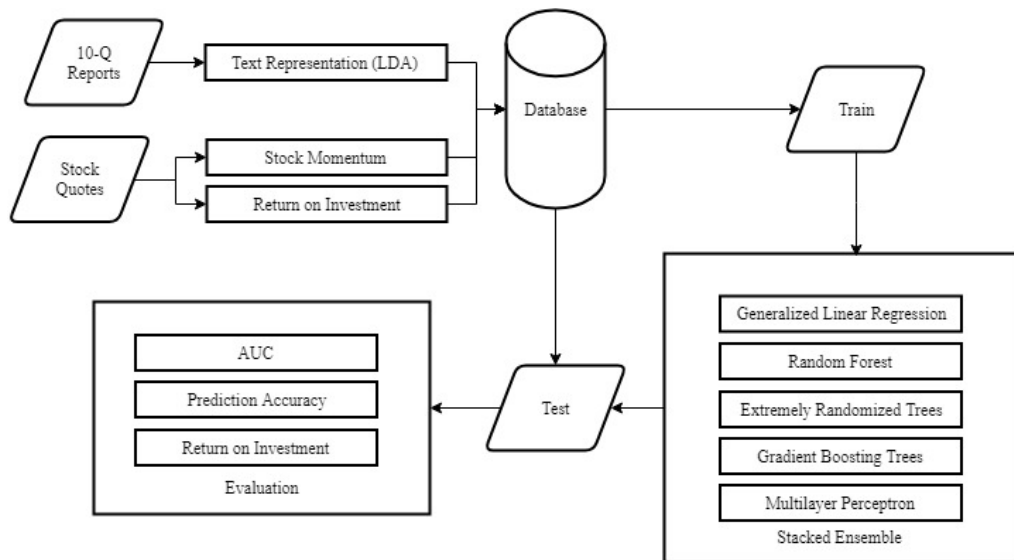 10-Q
Reports
Text Representation (LDA)
Database
Train
Stock
Quotes
Stock Momentum
Return on Investment
Generalized Linear Regression
Random Forest
Extremely Randomized Trees
Gradient Boosting Trees
Multilayer Perceptron
Stacked Ensemble
Test
AUC
Prediction Accuracy
Return on Investment
Evaluation